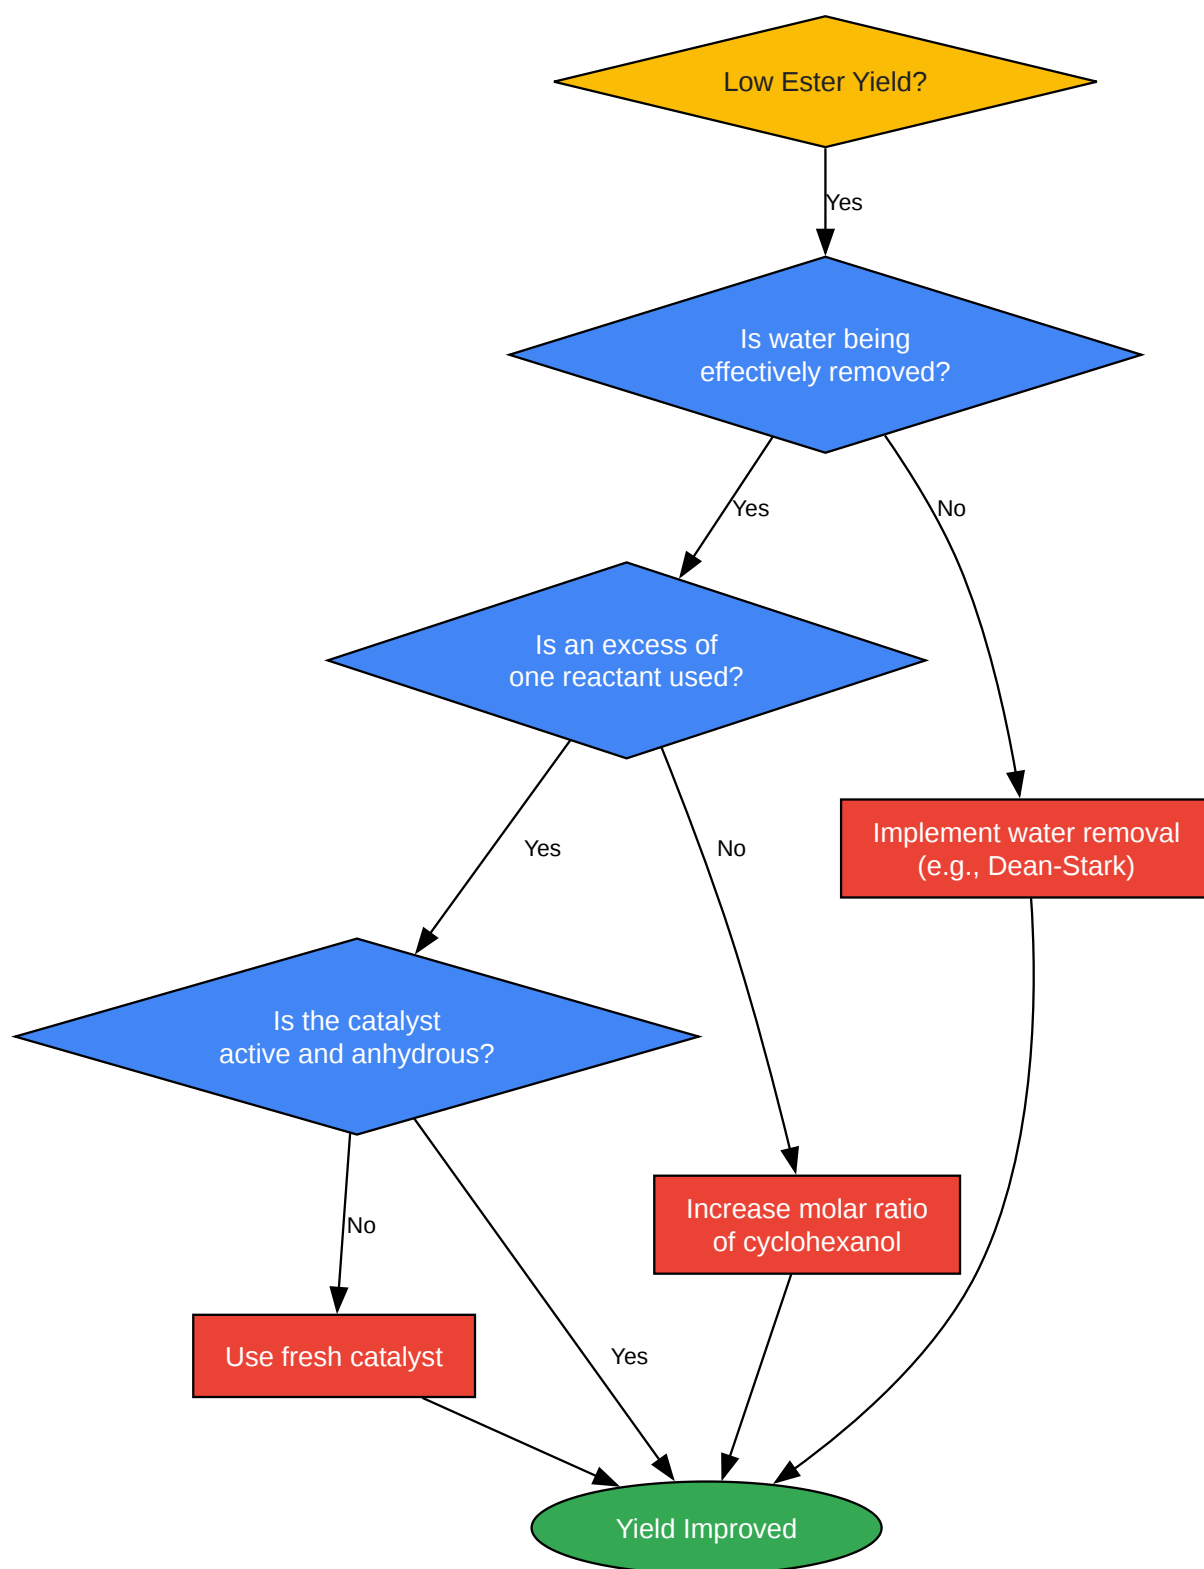 Low Ester Yield?
Yes
Is water being
effectively removed?
Yes
No
Is an excess of
one reactant used?
Yes
No
Implement water removal
(e.g., Dean-Stark)
Is the catalyst
active and anhydrous?
No
Yes
Increase molar ratio
of cyclohexanol
Use fresh catalyst
Yield Improved